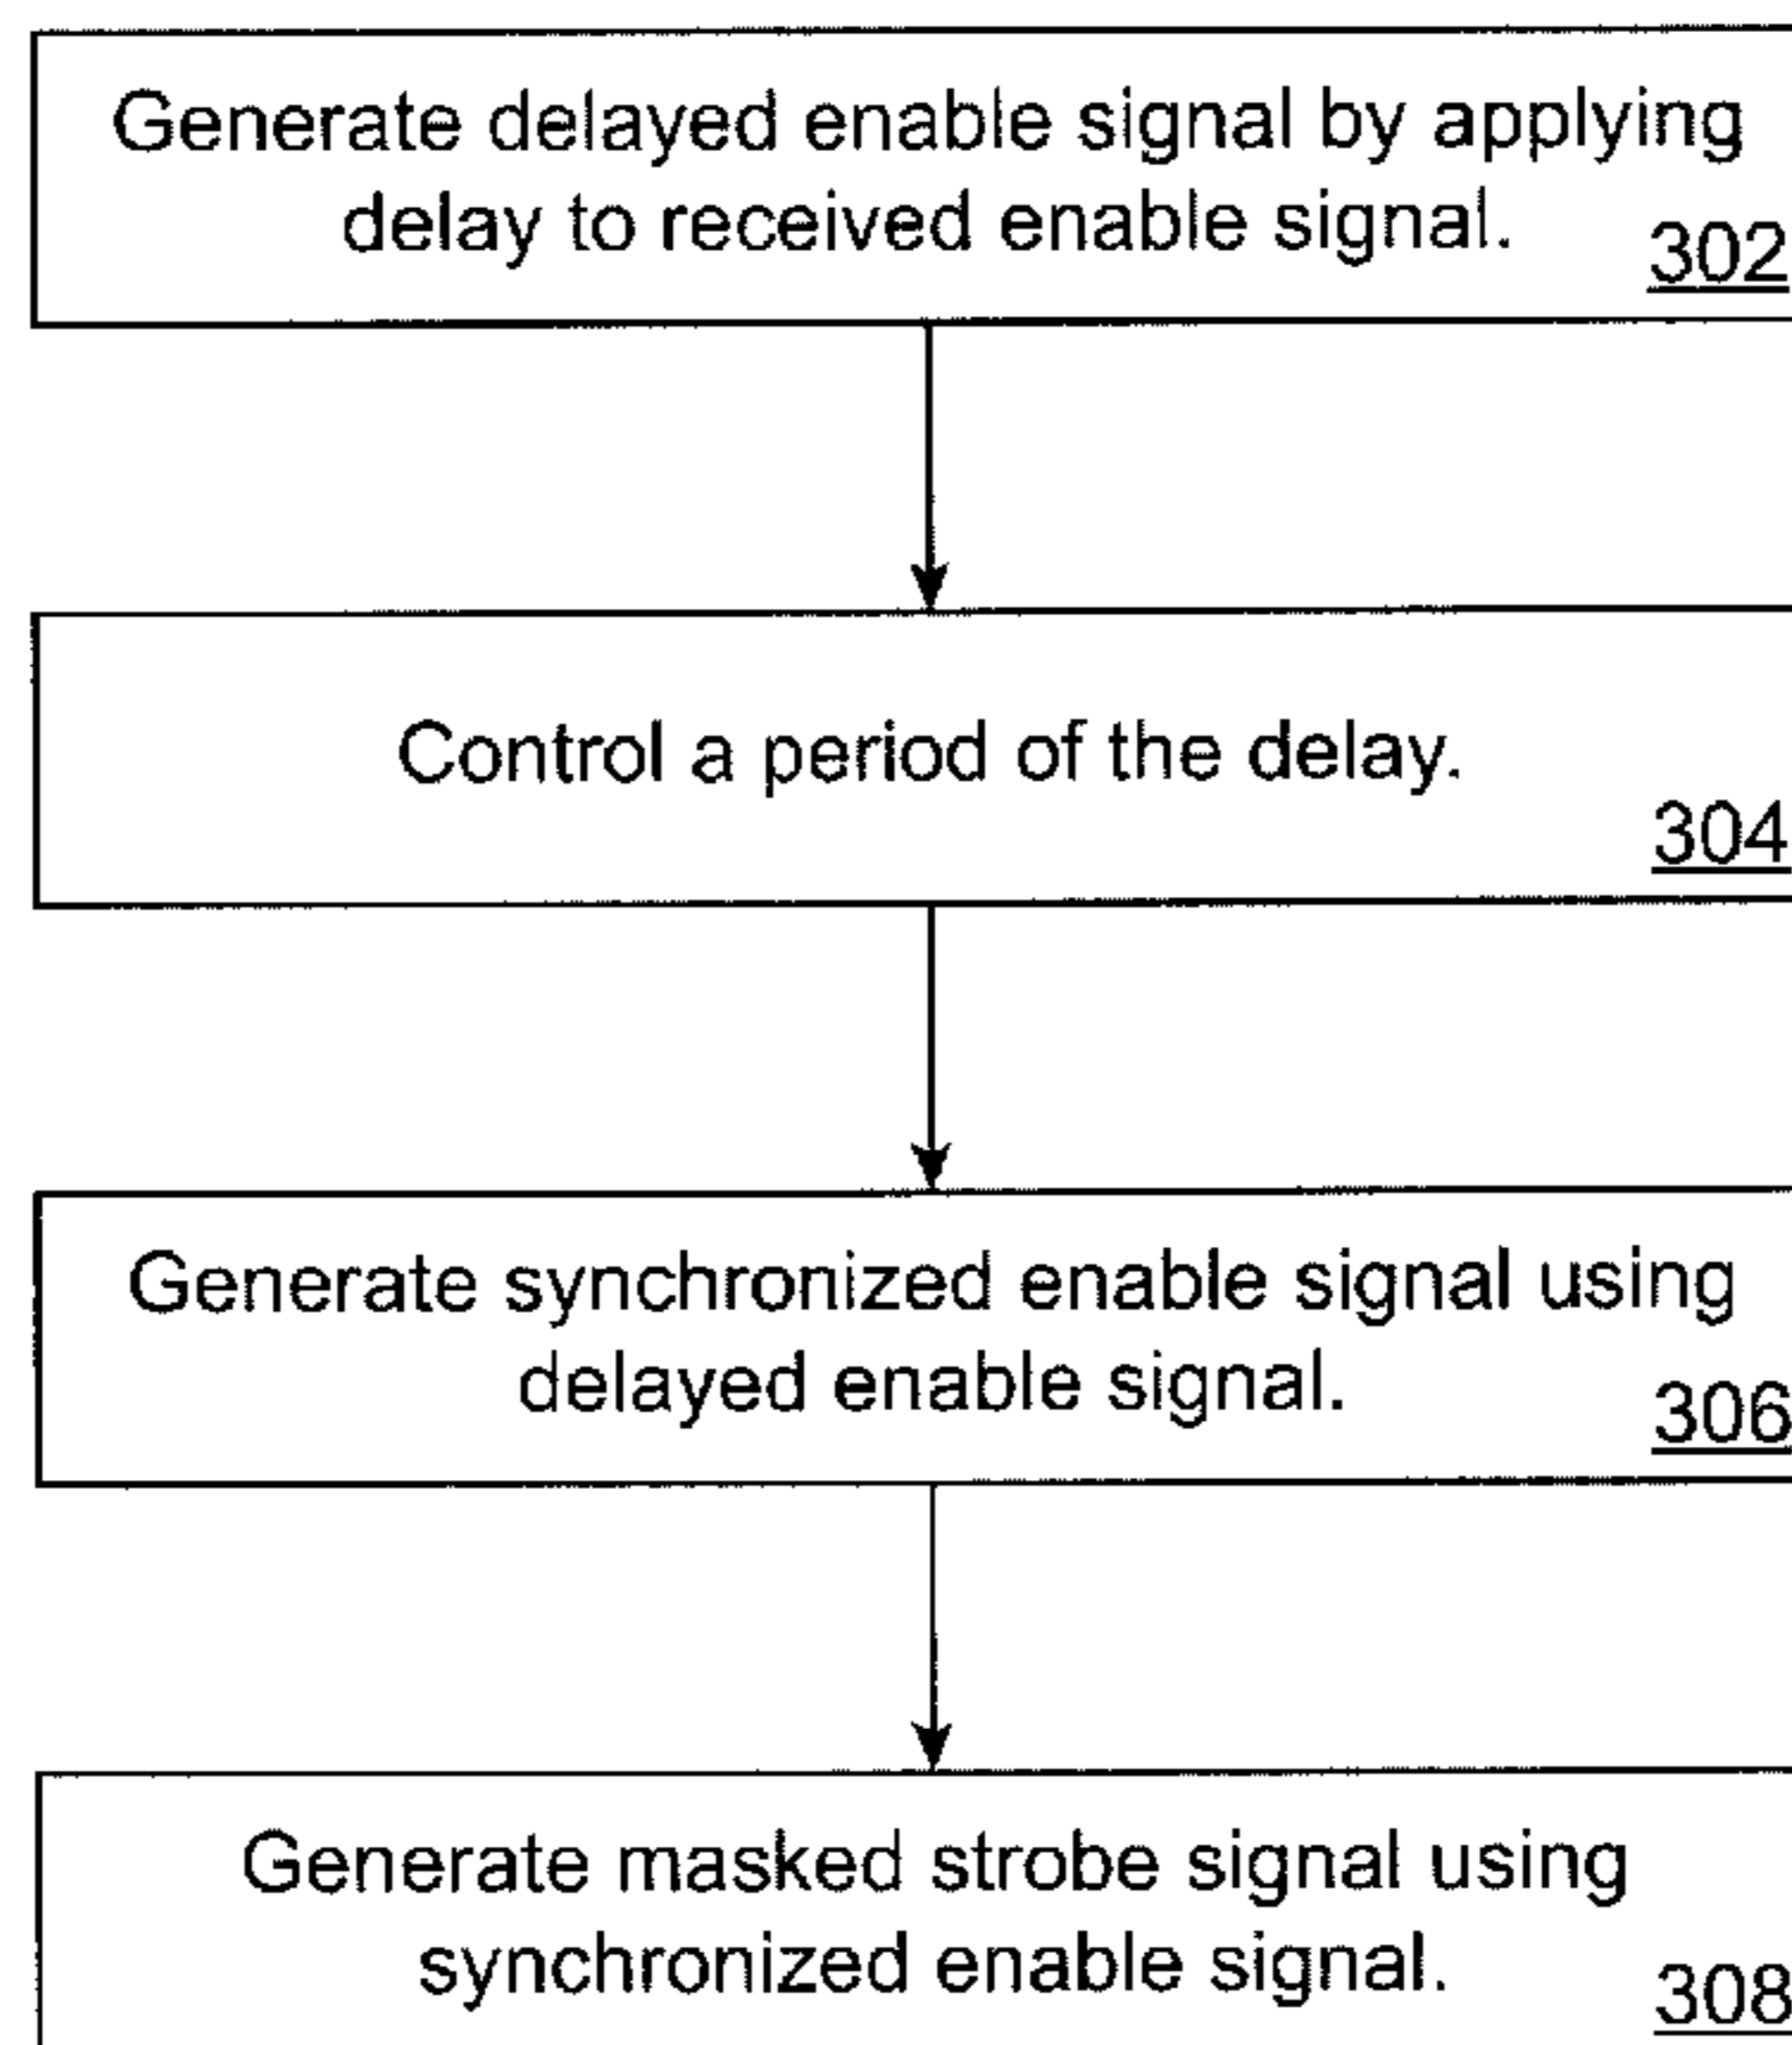 Generate delayed enable signal by applying
delay to received enable signal.
302
Control a period of the delay.
304
Generate synchronized enable signal using
delayed enable signal.
306
Generate masked strobe signal using
synchronized enable signal.
308